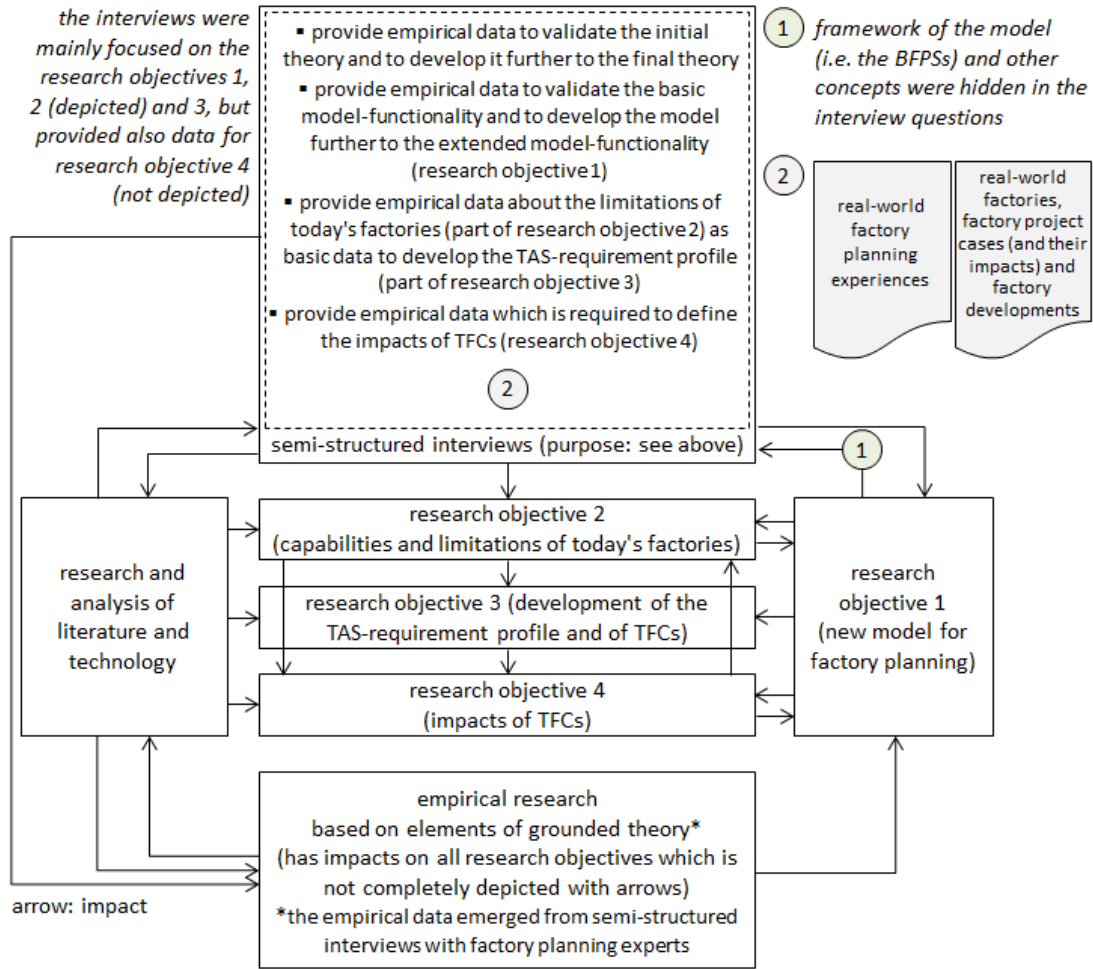 the interviews were
mainly focused on the
research objectives 1,
2 (depicted) and 3, but
provided also data for
research objective 4
(not depicted)
▪ provide empirical data to validate the initial
theory and to develop it further to the final theory
▪ provide empirical data to validate the basic
model-functionality and to develop the model
further to the extended model-functionality
(research objective 1)
▪ provide empirical data about the limitations of
today's factories (part of research objective 2) as
basic data to develop the TAS-requirement profile
(part of research objective 3)
▪ provide empirical data which is required to define
the impacts of TFCs (research objective 4)
2
semi-structured interviews (purpose: see above)
1
framework of the model
(i.e. the BFPSs) and other
concepts were hidden in the
interview questions
2
real-world
factory
planning
experiences
real-world
factories,
factory project
cases (and their
impacts) and
factory
developments
1
research and
analysis of
literature and
technology
research objective 2
(capabilities and limitations of today's factories)
research objective 3 (development of the
TAS-requirement profile and of TFCs)
research objective 4
(impacts of TFCs)
research
objective 1
(new model for
factory planning)
empirical research
based on elements of grounded theory*
(has impacts on all research objectives which is
not completely depicted with arrows)
*the empirical data emerged from semi-structured
interviews with factory planning experts
arrow: impact